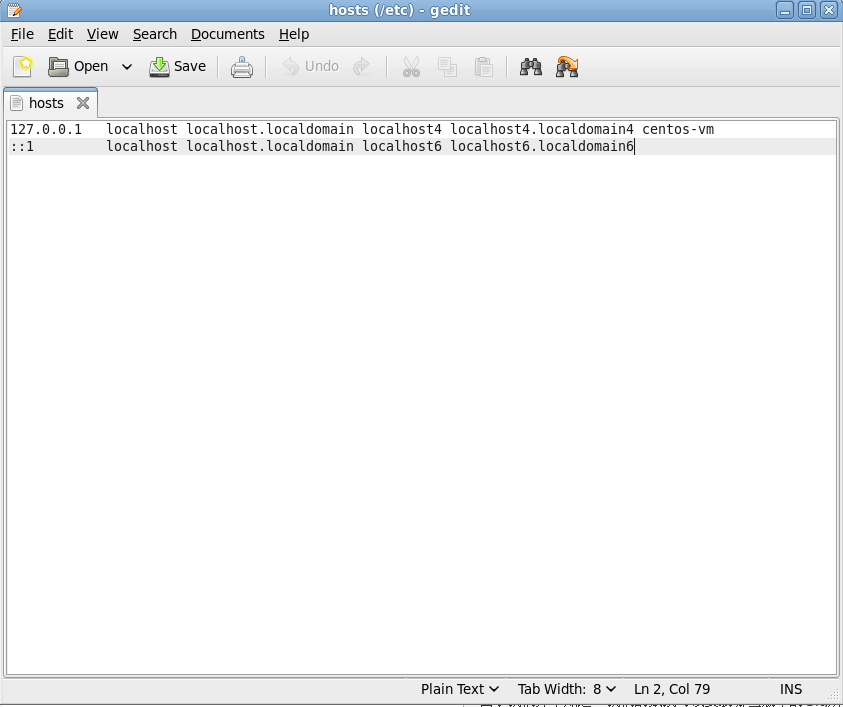 hosts (/etc) - gedit
File Edit View Search Documents Help
Open Save Undo
hosts
127.0.0.1   localhost localhost.localdomain localhost4 localhost4.localdomain4 centos-vm
::1         localhost localhost.localdomain localhost6 localhost6.localdomain6
Plain Text Tab Width: 8 Ln 2, Col 79 INS